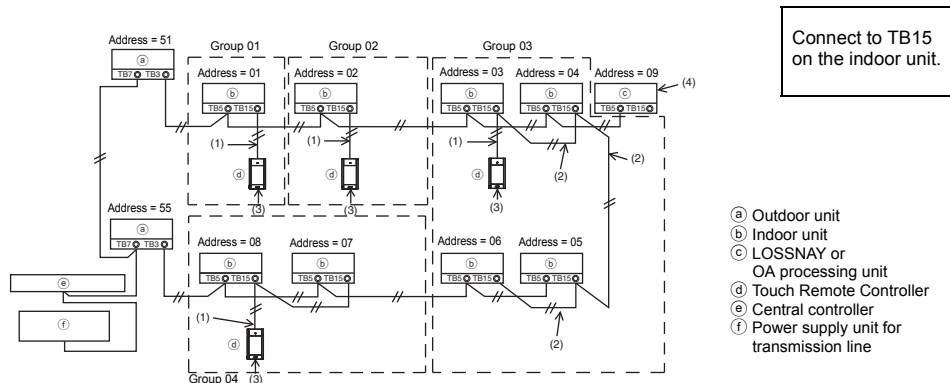 Connect to TB15
on the indoor unit.
Group 01
Group 02
Group 03
Address = 51
Address = 01
Address = 02
Address = 03
Address = 04
Address = 09
ⓐ
ⓑ
ⓑ
ⓑ
ⓑ
ⓒ
(4)
TB7 TB3
TB5 TB15
TB5 TB15
TB5 TB15
TB5 TB15
TB5 TB15
(1)
(1)
(1)
(2)
(2)
ⓓ
ⓓ
ⓓ
(3)
(3)
(3)
Address = 55
Address = 08
Address = 07
Address = 06
Address = 05
ⓐ
ⓑ
ⓑ
ⓑ
ⓑ
TB7 TB3
TB5 TB15
TB5 TB15
TB5 TB15
TB5 TB15
ⓔ
ⓕ
(1)
(2)
ⓓ
Group 04
(3)
ⓐ Outdoor unit
ⓑ Indoor unit
ⓒ LOSSNAY or
OA processing unit
ⓓ Touch Remote Controller
ⓔ Central controller
ⓕ Power supply unit for
transmission line